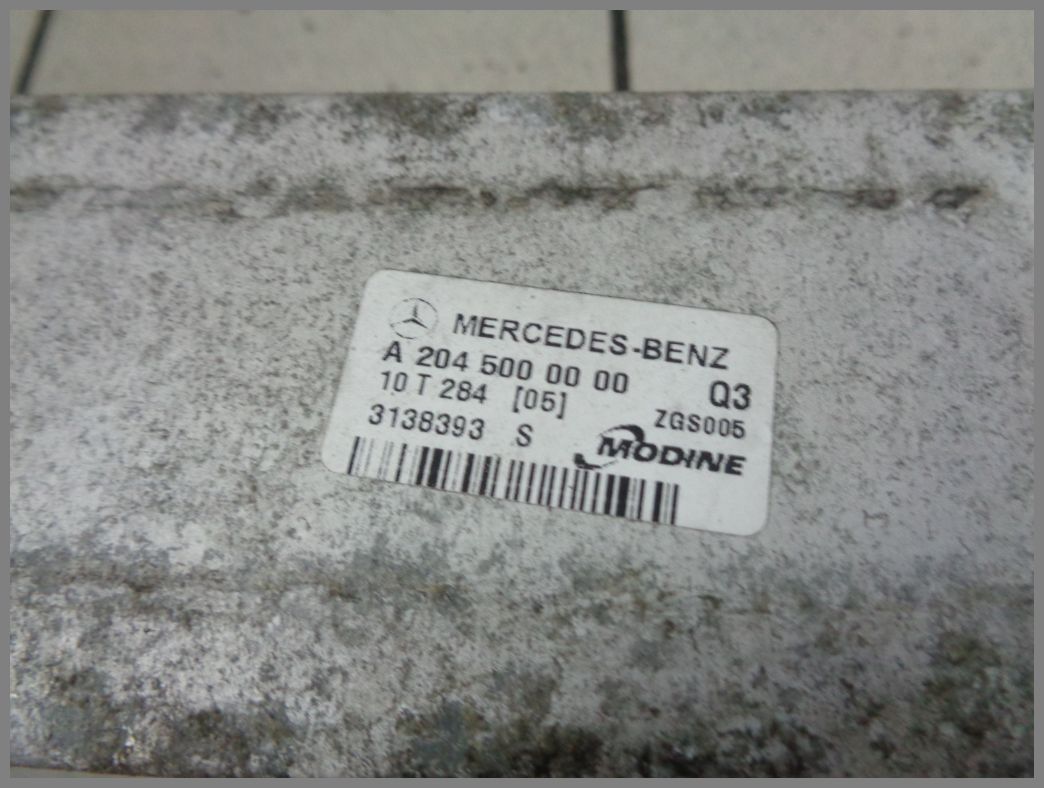 MERCEDES-BENZ
A 204 500 00 00 Q3
10 T 284 [05] ZGS005
3138393 S MODINE